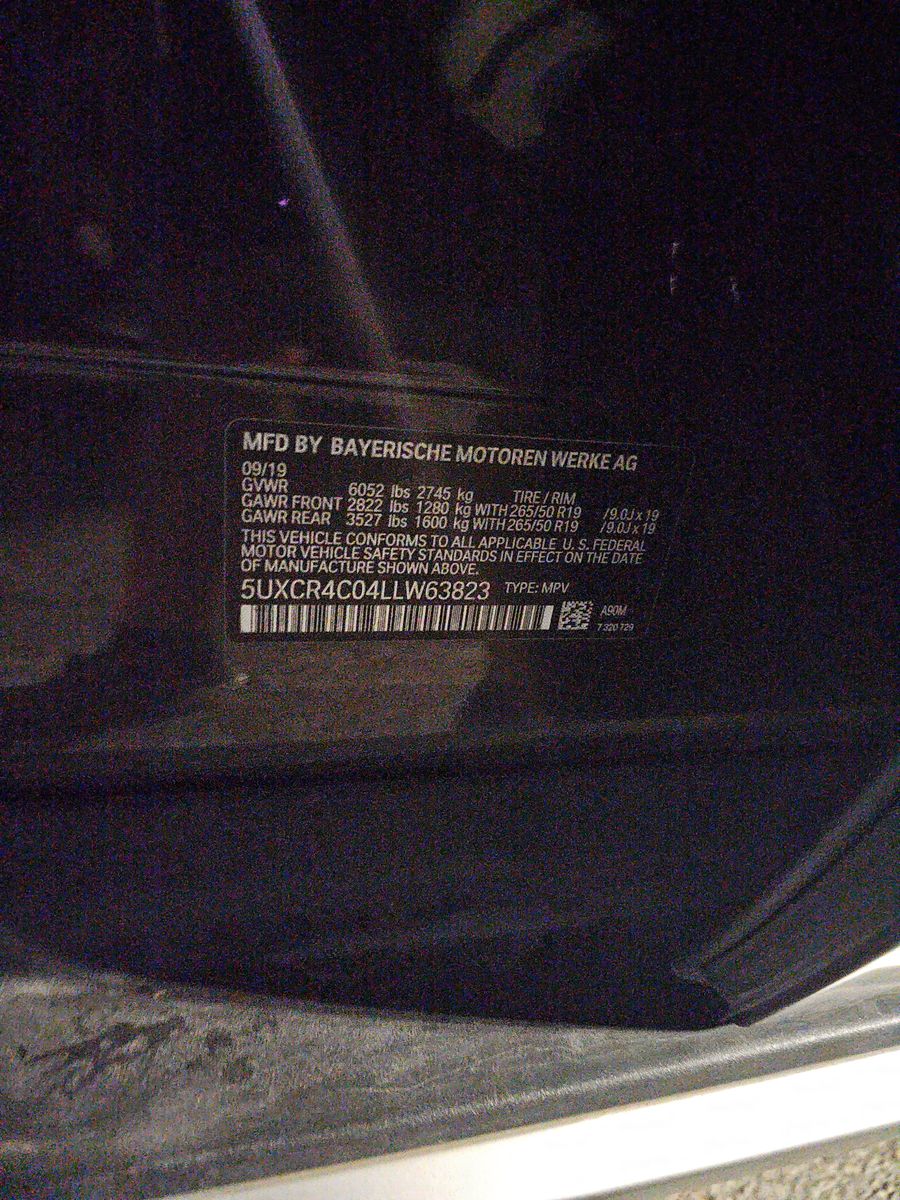 MFD BY BAYERISCHE MOTOREN WERKE AG
09/19
GVWR 6052 lbs 2745 kg TIRE / RIM
GAWR FRONT 2822 lbs 1280 kg WITH 265/50 R19 /9.0J x 19
GAWR REAR 3527 lbs 1600 kg WITH 265/50 R19 /9.0J x 19
THIS VEHICLE CONFORMS TO ALL APPLICABLE U. S. FEDERAL
MOTOR VEHICLE SAFETY STANDARDS IN EFFECT ON THE DATE
OF MANUFACTURE SHOWN ABOVE.
5UXCR4C04LLW63823 TYPE: MPV
A90M
7 320 729